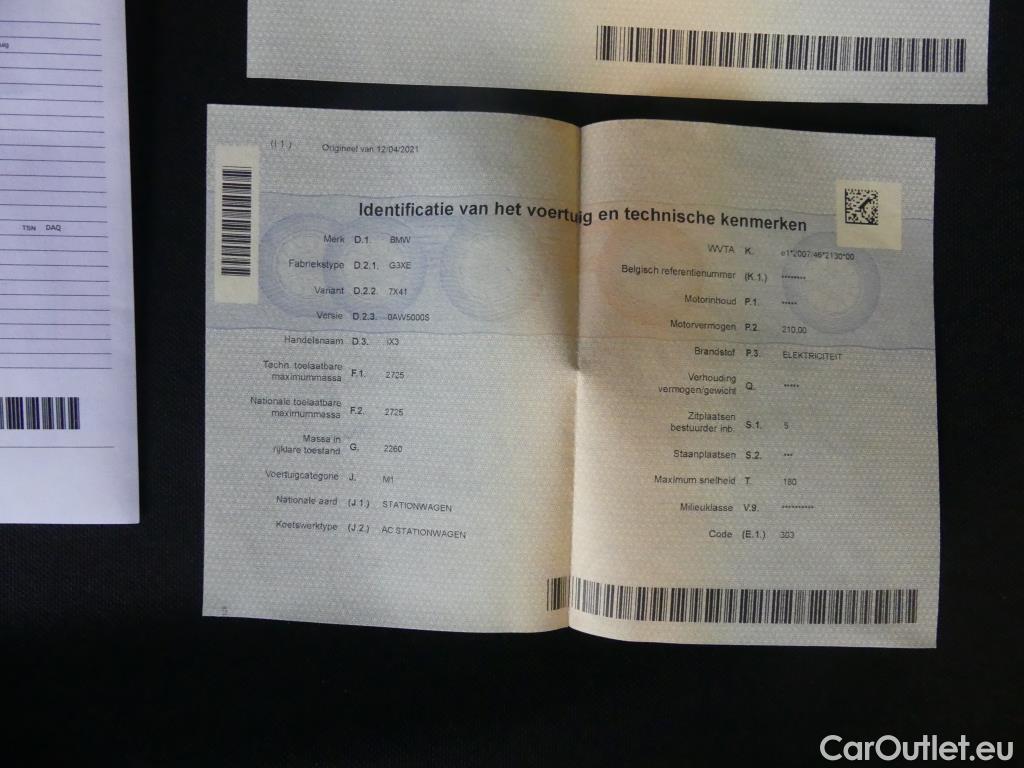 TSN DAQ
(I 1.) Origineel van 12/04/2021
Identificatie van het voertuig en technische kenmerken
Merk D.1. BMW
Fabriekstype D.2.1. G3XE
Variant D.2.2. 7X41
Versie D.2.3. 0AW5000S
Handelsnaam D.3. iX3
Techn. toelaatbare
maximummassa F.1. 2725
Nationale toelaatbare
maximummassa F.2. 2725
Massa in
rijklare toestand G. 2260
Voertuigcategorie J. M1
Nationale aard (J.1.) STATIONWAGEN
Koetswerktype (J.2.) AC STATIONWAGEN
WVTA K. e1*2007/46*2130*00
Belgisch referentienummer (K.1.) ********
Motorinhoud P.1. *****
Motorvermogen P.2. 210,00
Brandstof P.3. ELEKTRICITEIT
Verhouding
vermogen/gewicht Q. *****
Zitplaatsen
bestuurder inb. S.1. 5
Staanplaatsen S.2. ***
Maximum snelheid T. 180
Milieuklasse V.9. **********
Code (E.1.) 303
CarOutlet.eu